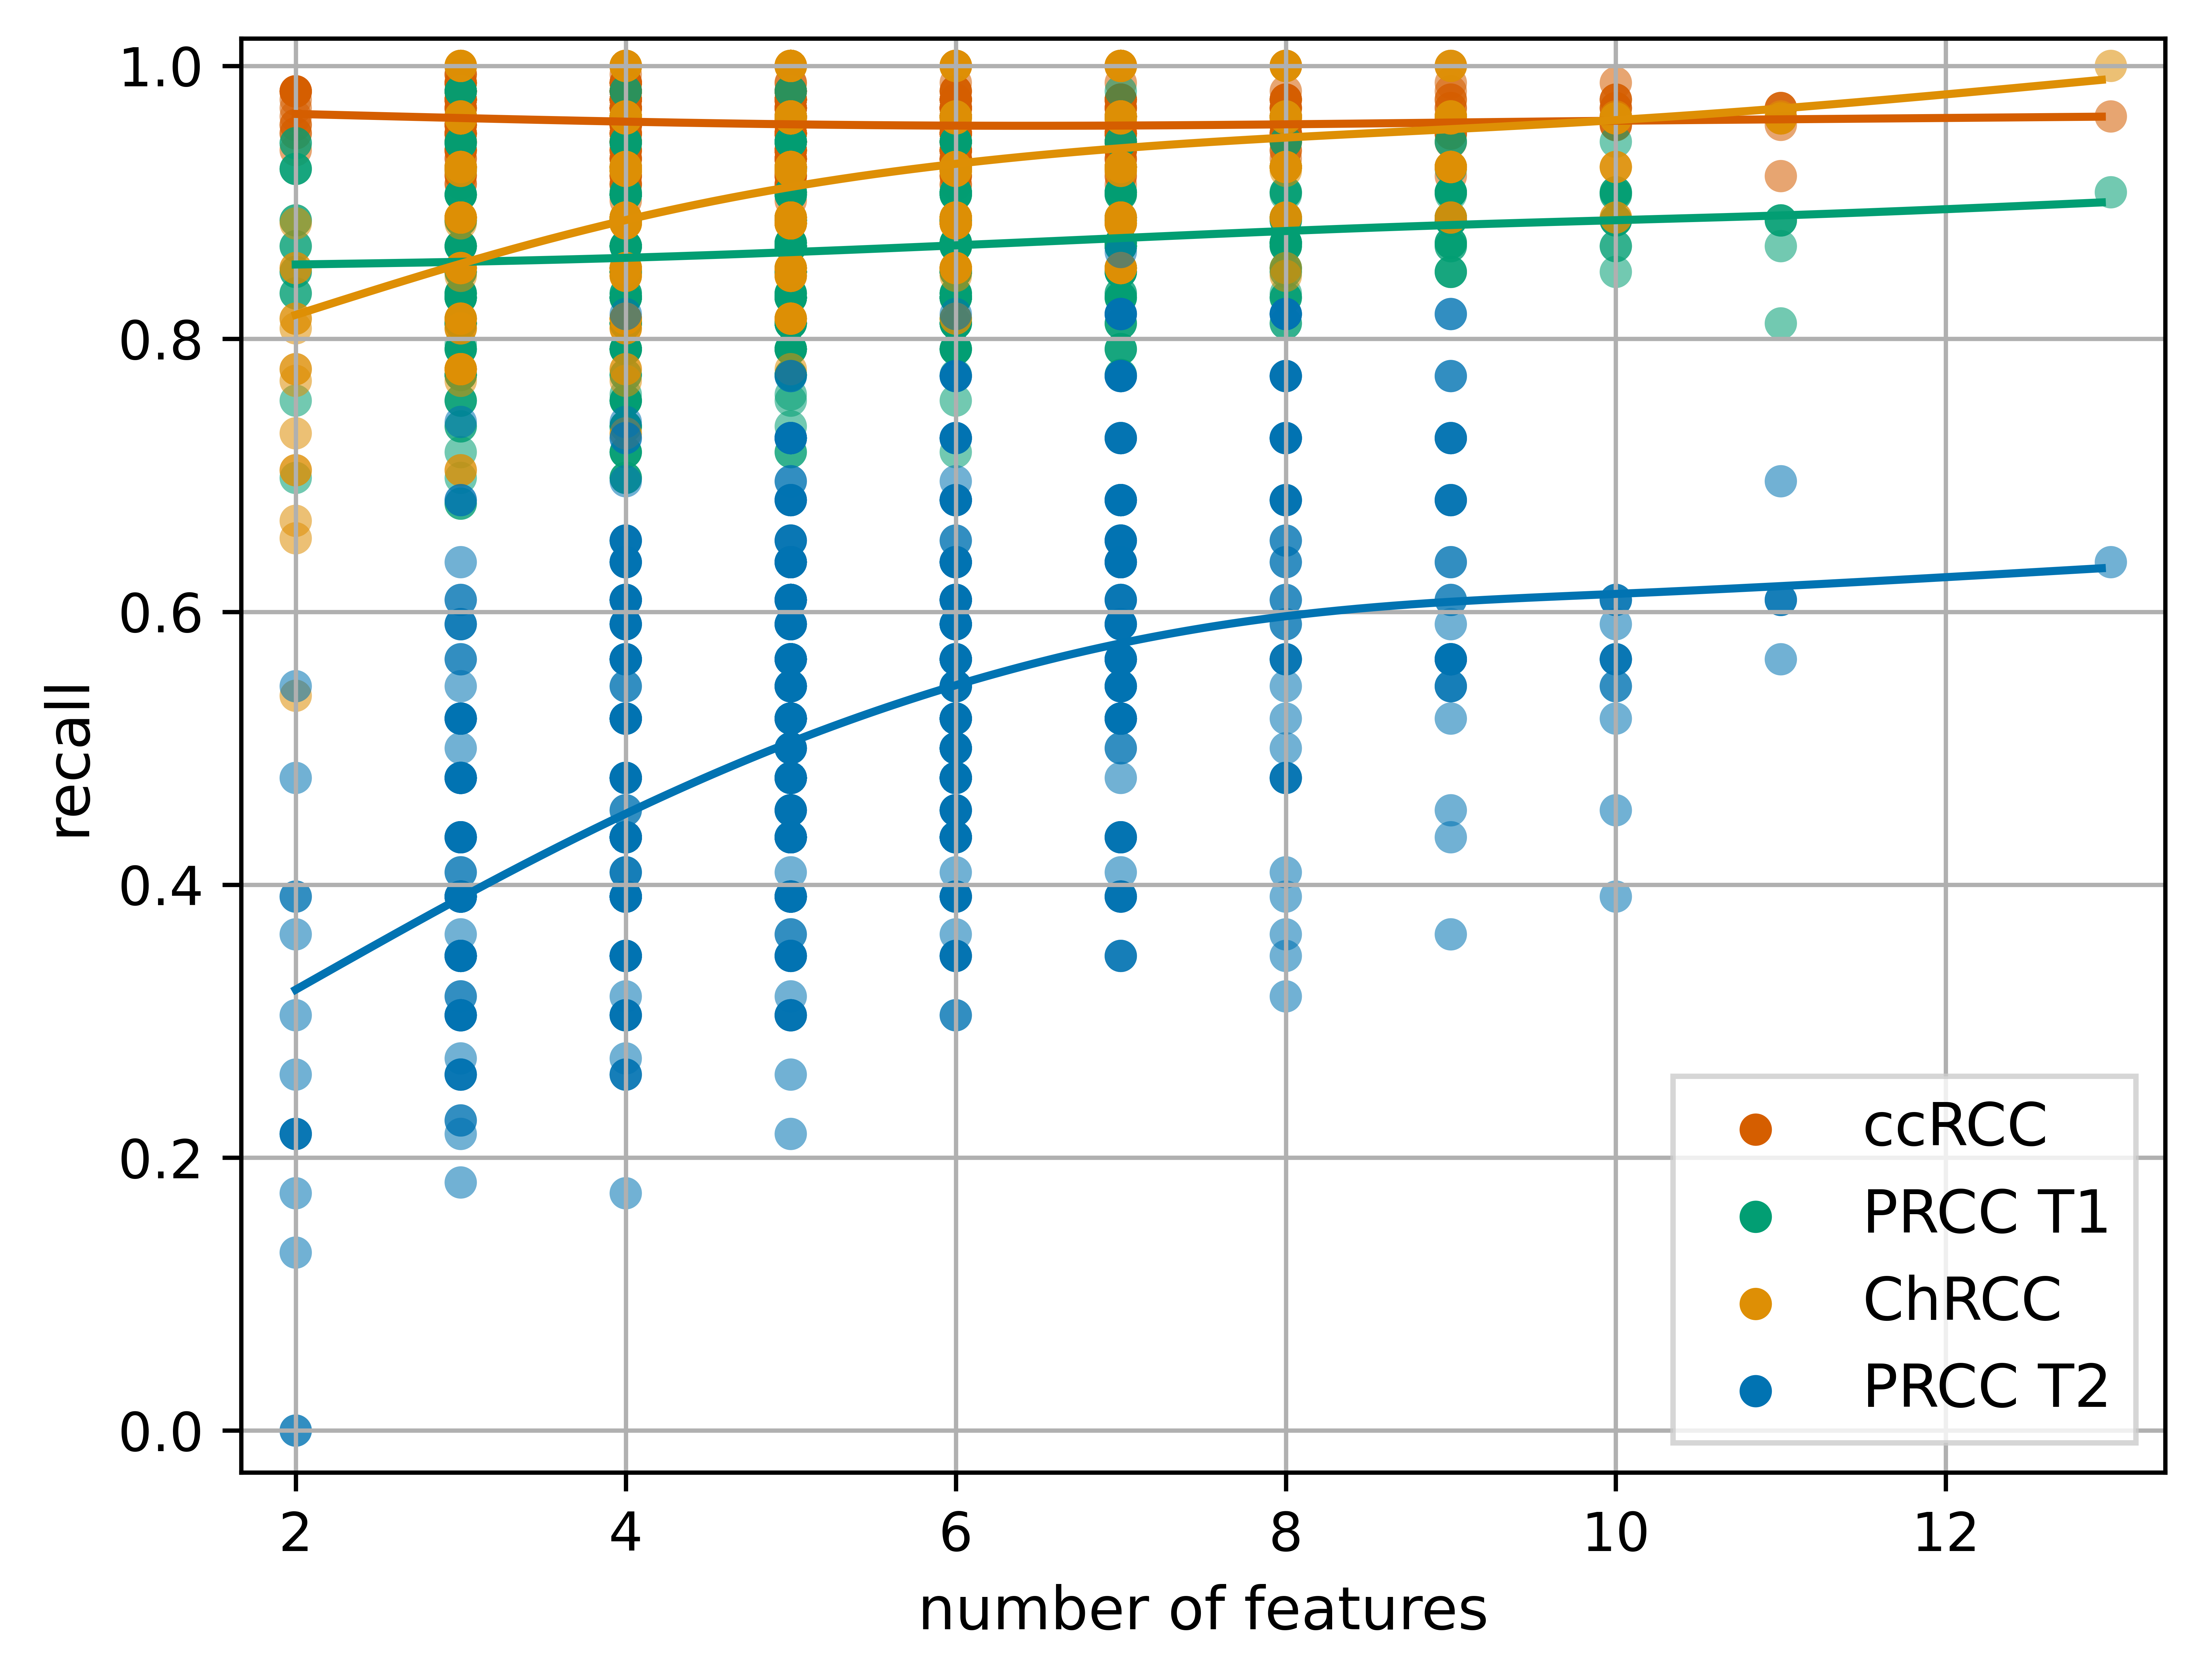 1.0
0.8
0.6
0.4
0.2
0.0
recall
2 4 6 8 10 12
number of features
ccRCC
PRCC T1
ChRCC
PRCC T2